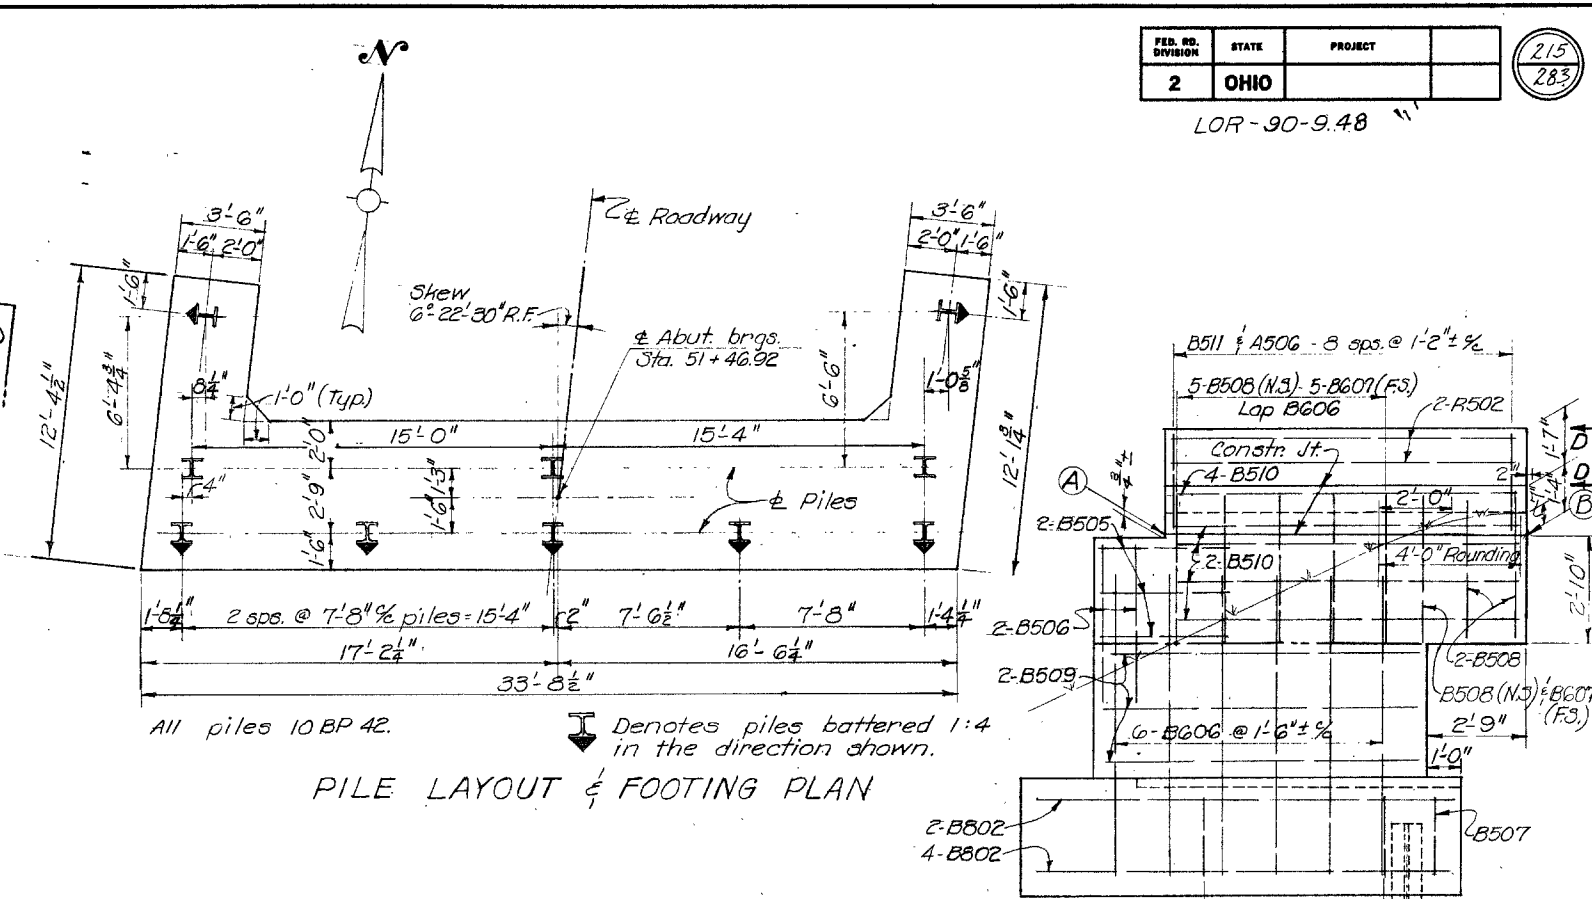 FED. RD. DIVISION STATE PROJECT
2 OHIO
215
283
LOR-90-9.48
N
3'-6"
1'-6" 2'-0"
1'-6"
12'-4½"
6'-4¾"
8¼"
1'-0" (Typ.)
℄ Roadway
Skew
6°-22'-30" R.F.
℄ Abut. brgs.
Sta. 51+46.92
3'-6"
2'-0" 1'-6"
1'-6"
6'-6"
1'-0⅝"
12'-1¾"
15'-0" 15'-4"
2'-0"
4"
2'-9"
1'-3"
1'-6"
1'-6"
℄ Piles
1'-8¼" 2 sps. @ 7'-8" c/c piles=15'-4" 2" 7'-6½" 7'-8" 1'-4¼"
17'-2¼" 16'-6¼"
33'-8½"
All piles 10 BP 42.
Denotes piles battered 1:4
in the direction shown.
PILE LAYOUT & FOOTING PLAN
B511 & A506 - 8 sps. @ 1'-2"± c/c
5-B508 (N.S.) - 5-B607 (F.S.)
Lap B606
2-R502
Constr. Jt.
4-B510
A
¾"±
2-B505
2-B510
2'-0"
4'-0" Rounding
1'-7"
D
D
2"
1'-4"
B
2'-10"
2-B506
2-B509
2-B508
B508 (N.S.) & B607
(F.S.)
6-B606 @ 1'-6"± c/c
2'-9"
1'-0"
2-B802
4-B802
B507